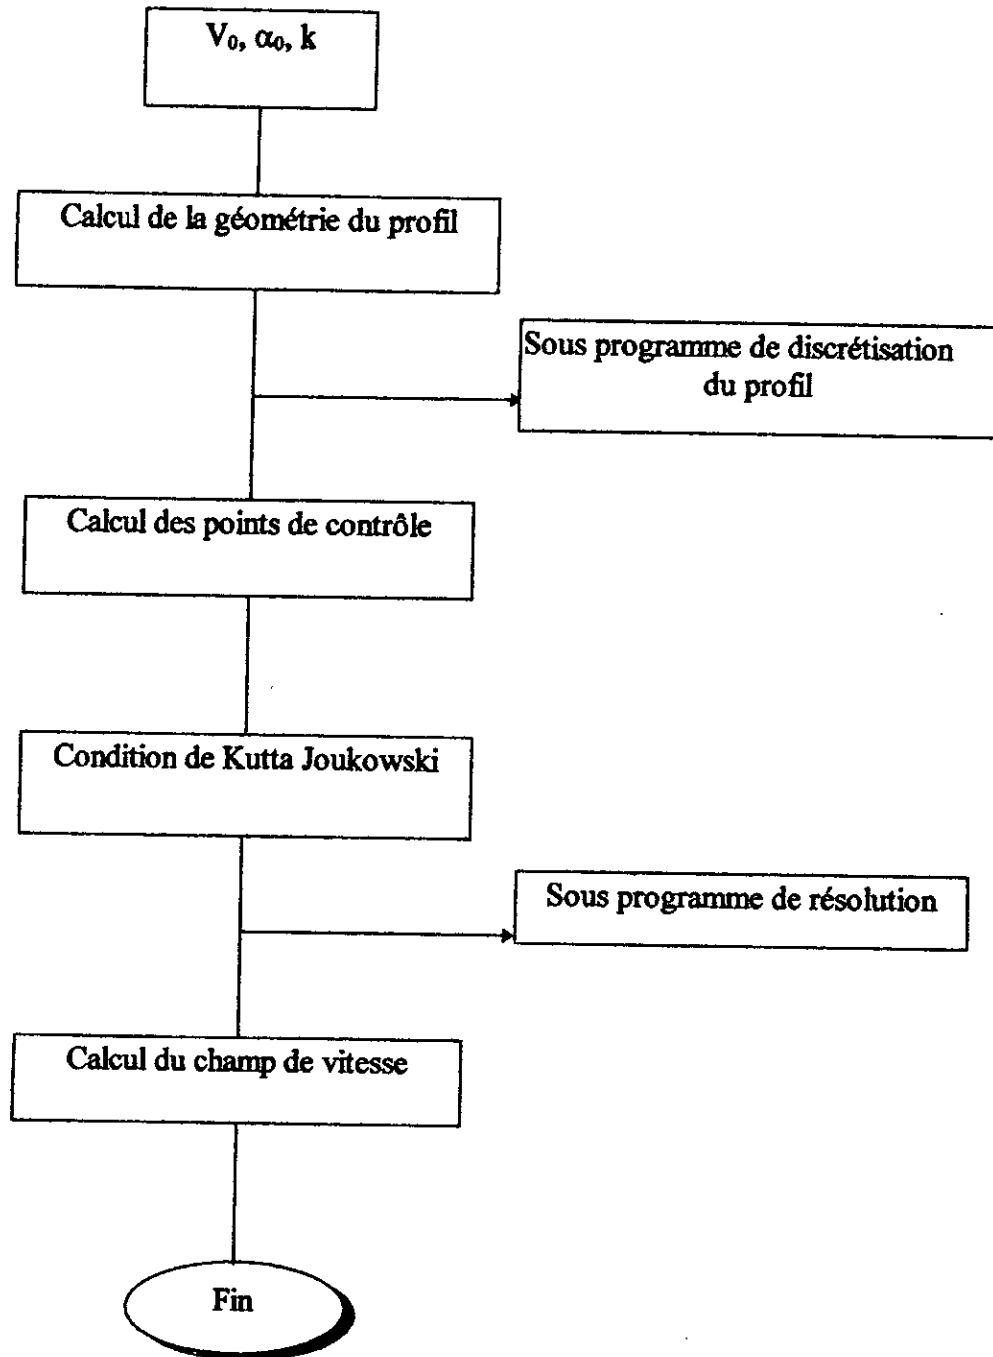 V₀, α₀, k
Calcul de la géométrie du profil
Sous programme de discrétisation
du profil
Calcul des points de contrôle
Condition de Kutta Joukowski
Sous programme de résolution
Calcul du champ de vitesse
Fin